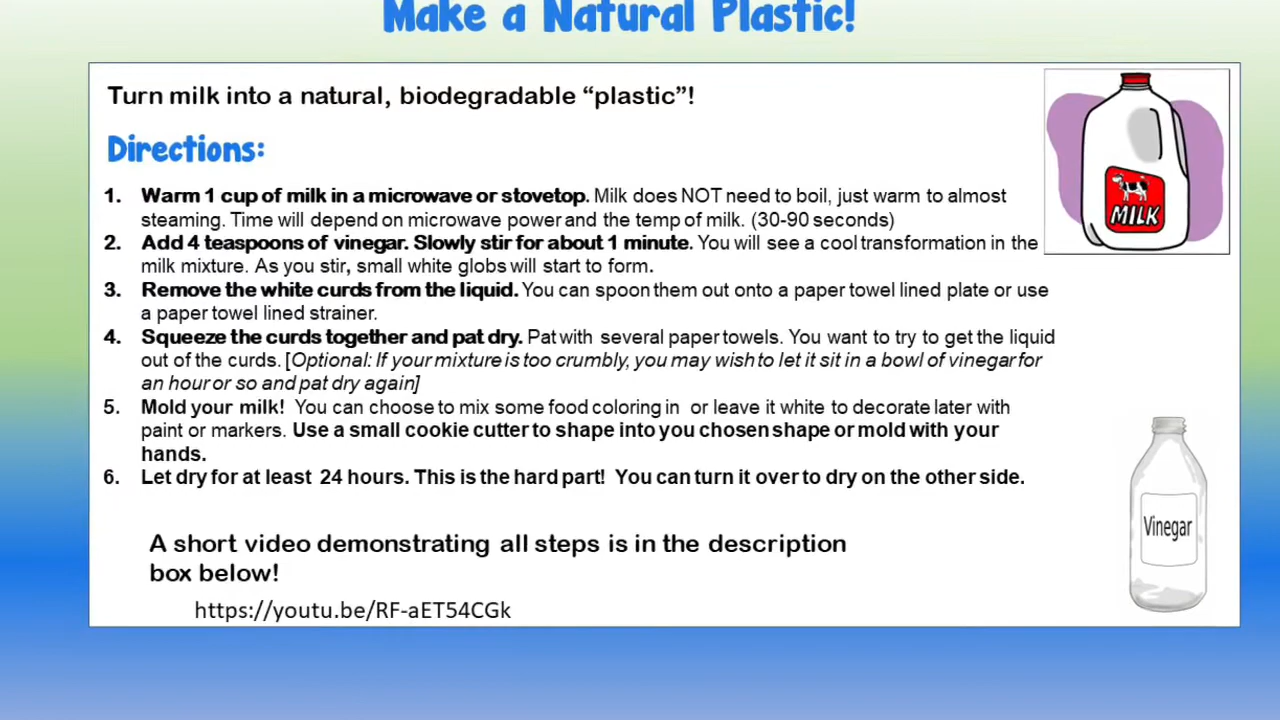 Make a Natural Plastic!
Turn milk into a natural, biodegradable “plastic”!
Directions:
1. Warm 1 cup of milk in a microwave or stovetop. Milk does NOT need to boil, just warm to almost
steaming. Time will depend on microwave power and the temp of milk. (30-90 seconds)
2. Add 4 teaspoons of vinegar. Slowly stir for about 1 minute. You will see a cool transformation in the
milk mixture. As you stir, small white globs will start to form.
3. Remove the white curds from the liquid. You can spoon them out onto a paper towel lined plate or use
a paper towel lined strainer.
4. Squeeze the curds together and pat dry. Pat with several paper towels. You want to try to get the liquid
out of the curds. [Optional: If your mixture is too crumbly, you may wish to let it sit in a bowl of vinegar for
an hour or so and pat dry again]
5. Mold your milk! You can choose to mix some food coloring in or leave it white to decorate later with
paint or markers. Use a small cookie cutter to shape into you chosen shape or mold with your
hands.
6. Let dry for at least 24 hours. This is the hard part! You can turn it over to dry on the other side.
A short video demonstrating all steps is in the description
box below!
https://youtu.be/RF-aET54CGk
MILK
Vinegar